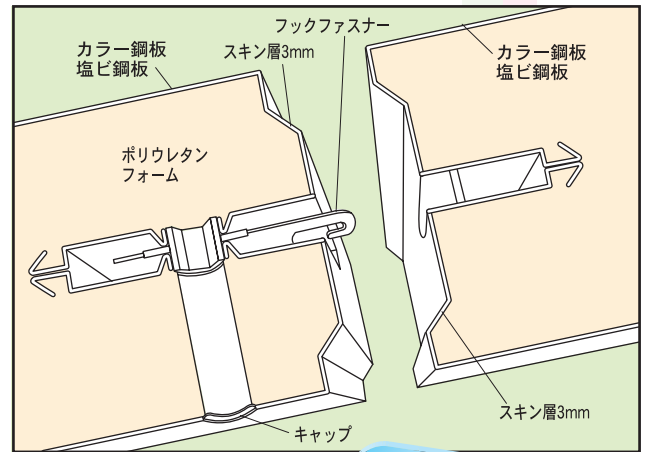 フックファスナー
カラー鋼板
塩ビ鋼板
スキン層3mm
カラー鋼板
塩ビ鋼板
ポリウレタン
フォーム
スキン層3mm
キャップ